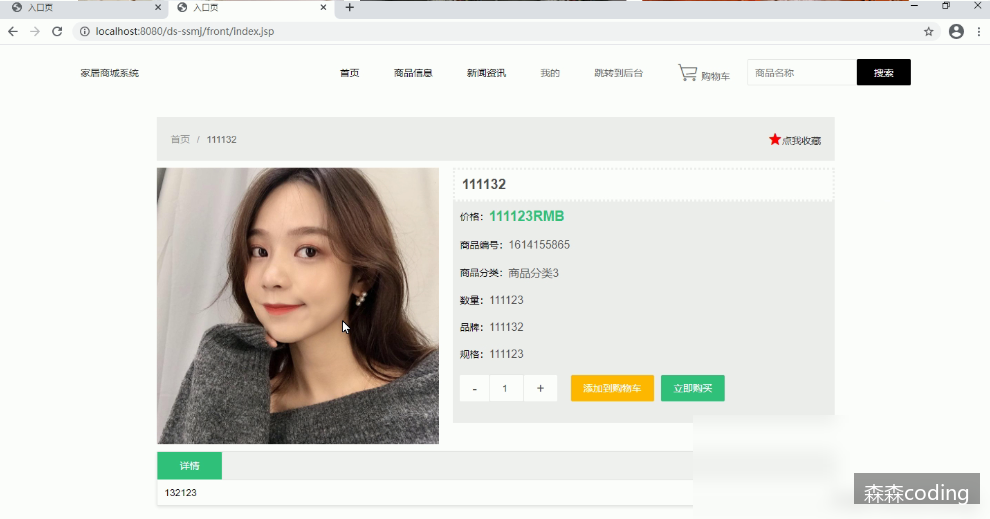 入口页
入口页
localhost:8080/ds-ssmj/front/index.jsp
家居商城系统 首页 商品信息 新闻资讯 我的 跳转到后台 购物车 商品名称 搜索
首页 / 111132 点我收藏
111132
价格：111123RMB
商品编号：1614155865
商品分类：商品分类3
数量：111123
品牌：111132
规格：111123
- 1 + 添加到购物车 立即购买
详情
132123
森森coding